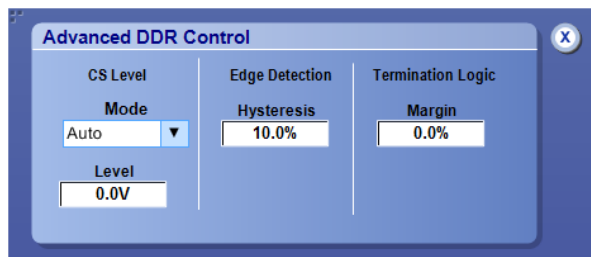 Advanced DDR Control
X
CS Level
Mode
Auto
Level
0.0V
Edge Detection
Hysteresis
10.0%
Termination Logic
Margin
0.0%